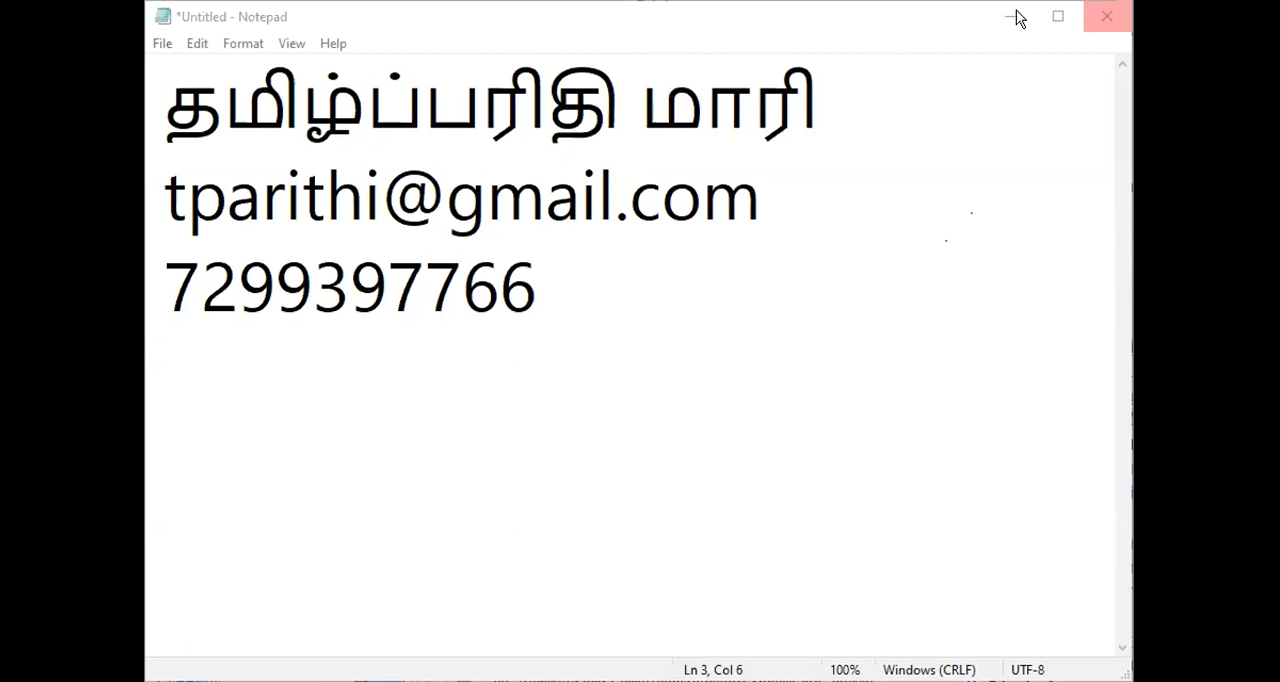 *Untitled - Notepad
File Edit Format View Help
தமிழ்ப்பரிதி மாரி
tparithi@gmail.com
7299397766
Ln 3, Col 6 100% Windows (CRLF) UTF-8